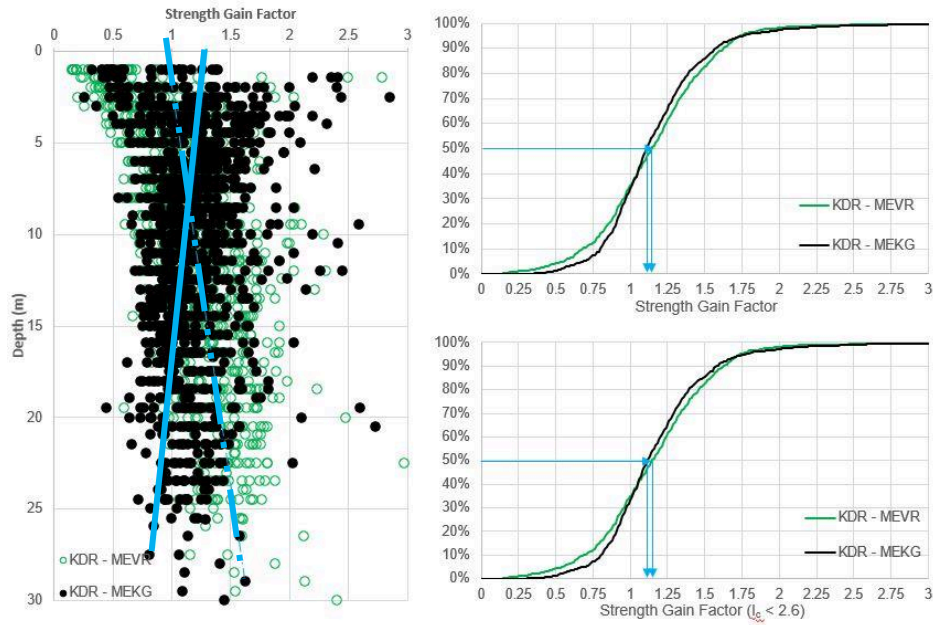 Strength Gain Factor
0 0.5 1 1.5 2 2.5 3
0
5
10
15
20
25
30
Depth (m)
KDR - MEVR
KDR - MEKG
100%
90%
80%
70%
60%
50%
40%
30%
20%
10%
0%
0 0.25 0.5 0.75 1 1.25 1.5 1.75 2 2.25 2.5 2.75 3
Strength Gain Factor
KDR - MEVR
KDR - MEKG
100%
90%
80%
70%
60%
50%
40%
30%
20%
10%
0%
0 0.25 0.5 0.75 1 1.25 1.5 1.75 2 2.25 2.5 2.75 3
Strength Gain Factor (Ic < 2.6)
KDR - MEVR
KDR - MEKG